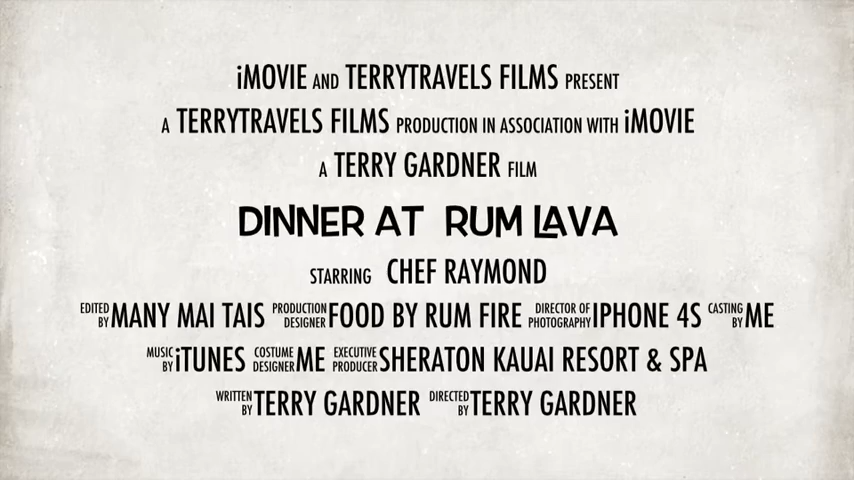 iMOVIE AND TERRYTRAVELS FILMS PRESENT
A TERRYTRAVELS FILMS PRODUCTION IN ASSOCIATION WITH iMOVIE
A TERRY GARDNER FILM
DINNER AT RUM LAVA
STARRING CHEF RAYMOND
EDITED BY MANY MAI TAIS PRODUCTION DESIGNER FOOD BY RUM FIRE DIRECTOR OF PHOTOGRAPHY IPHONE 4S CASTING BY ME
MUSIC BY iTUNES COSTUME DESIGNER ME EXECUTIVE PRODUCER SHERATON KAUAI RESORT & SPA
WRITTEN BY TERRY GARDNER DIRECTED BY TERRY GARDNER